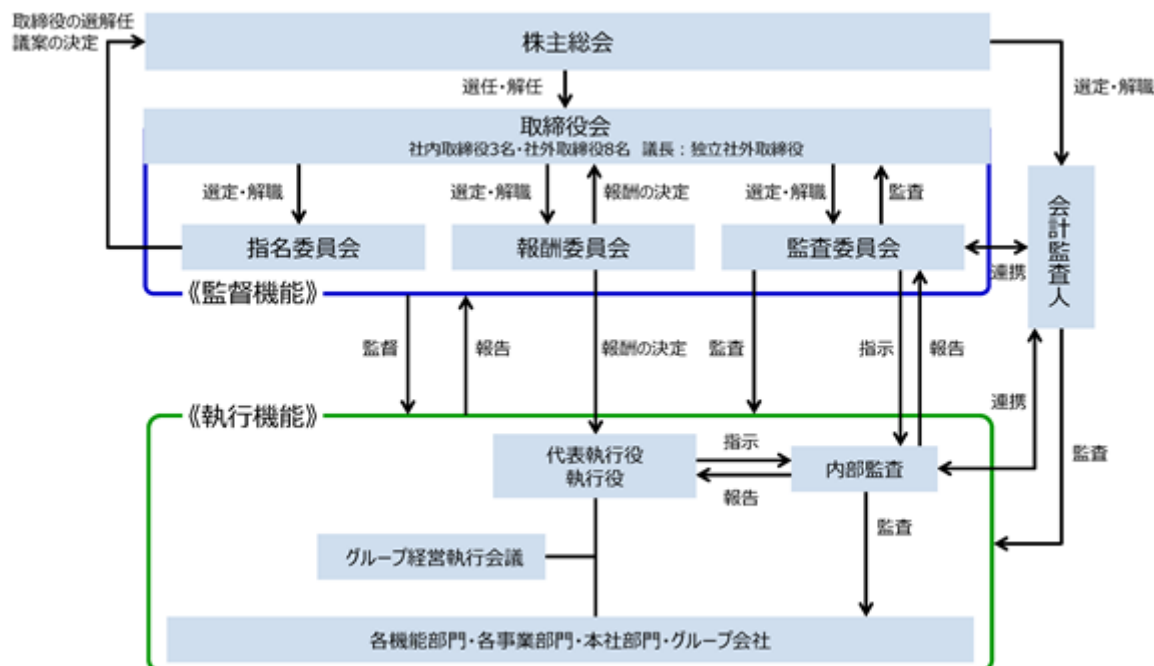 取締役の選解任
議案の決定
株主総会
選任・解任
選定・解職
取締役会
社内取締役3名・社外取締役8名 議長：独立社外取締役
選定・解職
選定・解職
報酬の決定
選定・解職
監査
指名委員会
報酬委員会
監査委員会
連携
会計監査人
《監督機能》
監督
報告
報酬の決定
監査
指示
報告
連携
監査
《執行機能》
代表執行役
執行役
指示
報告
内部監査
監査
グループ経営執行会議
各機能部門・各事業部門・本社部門・グループ会社